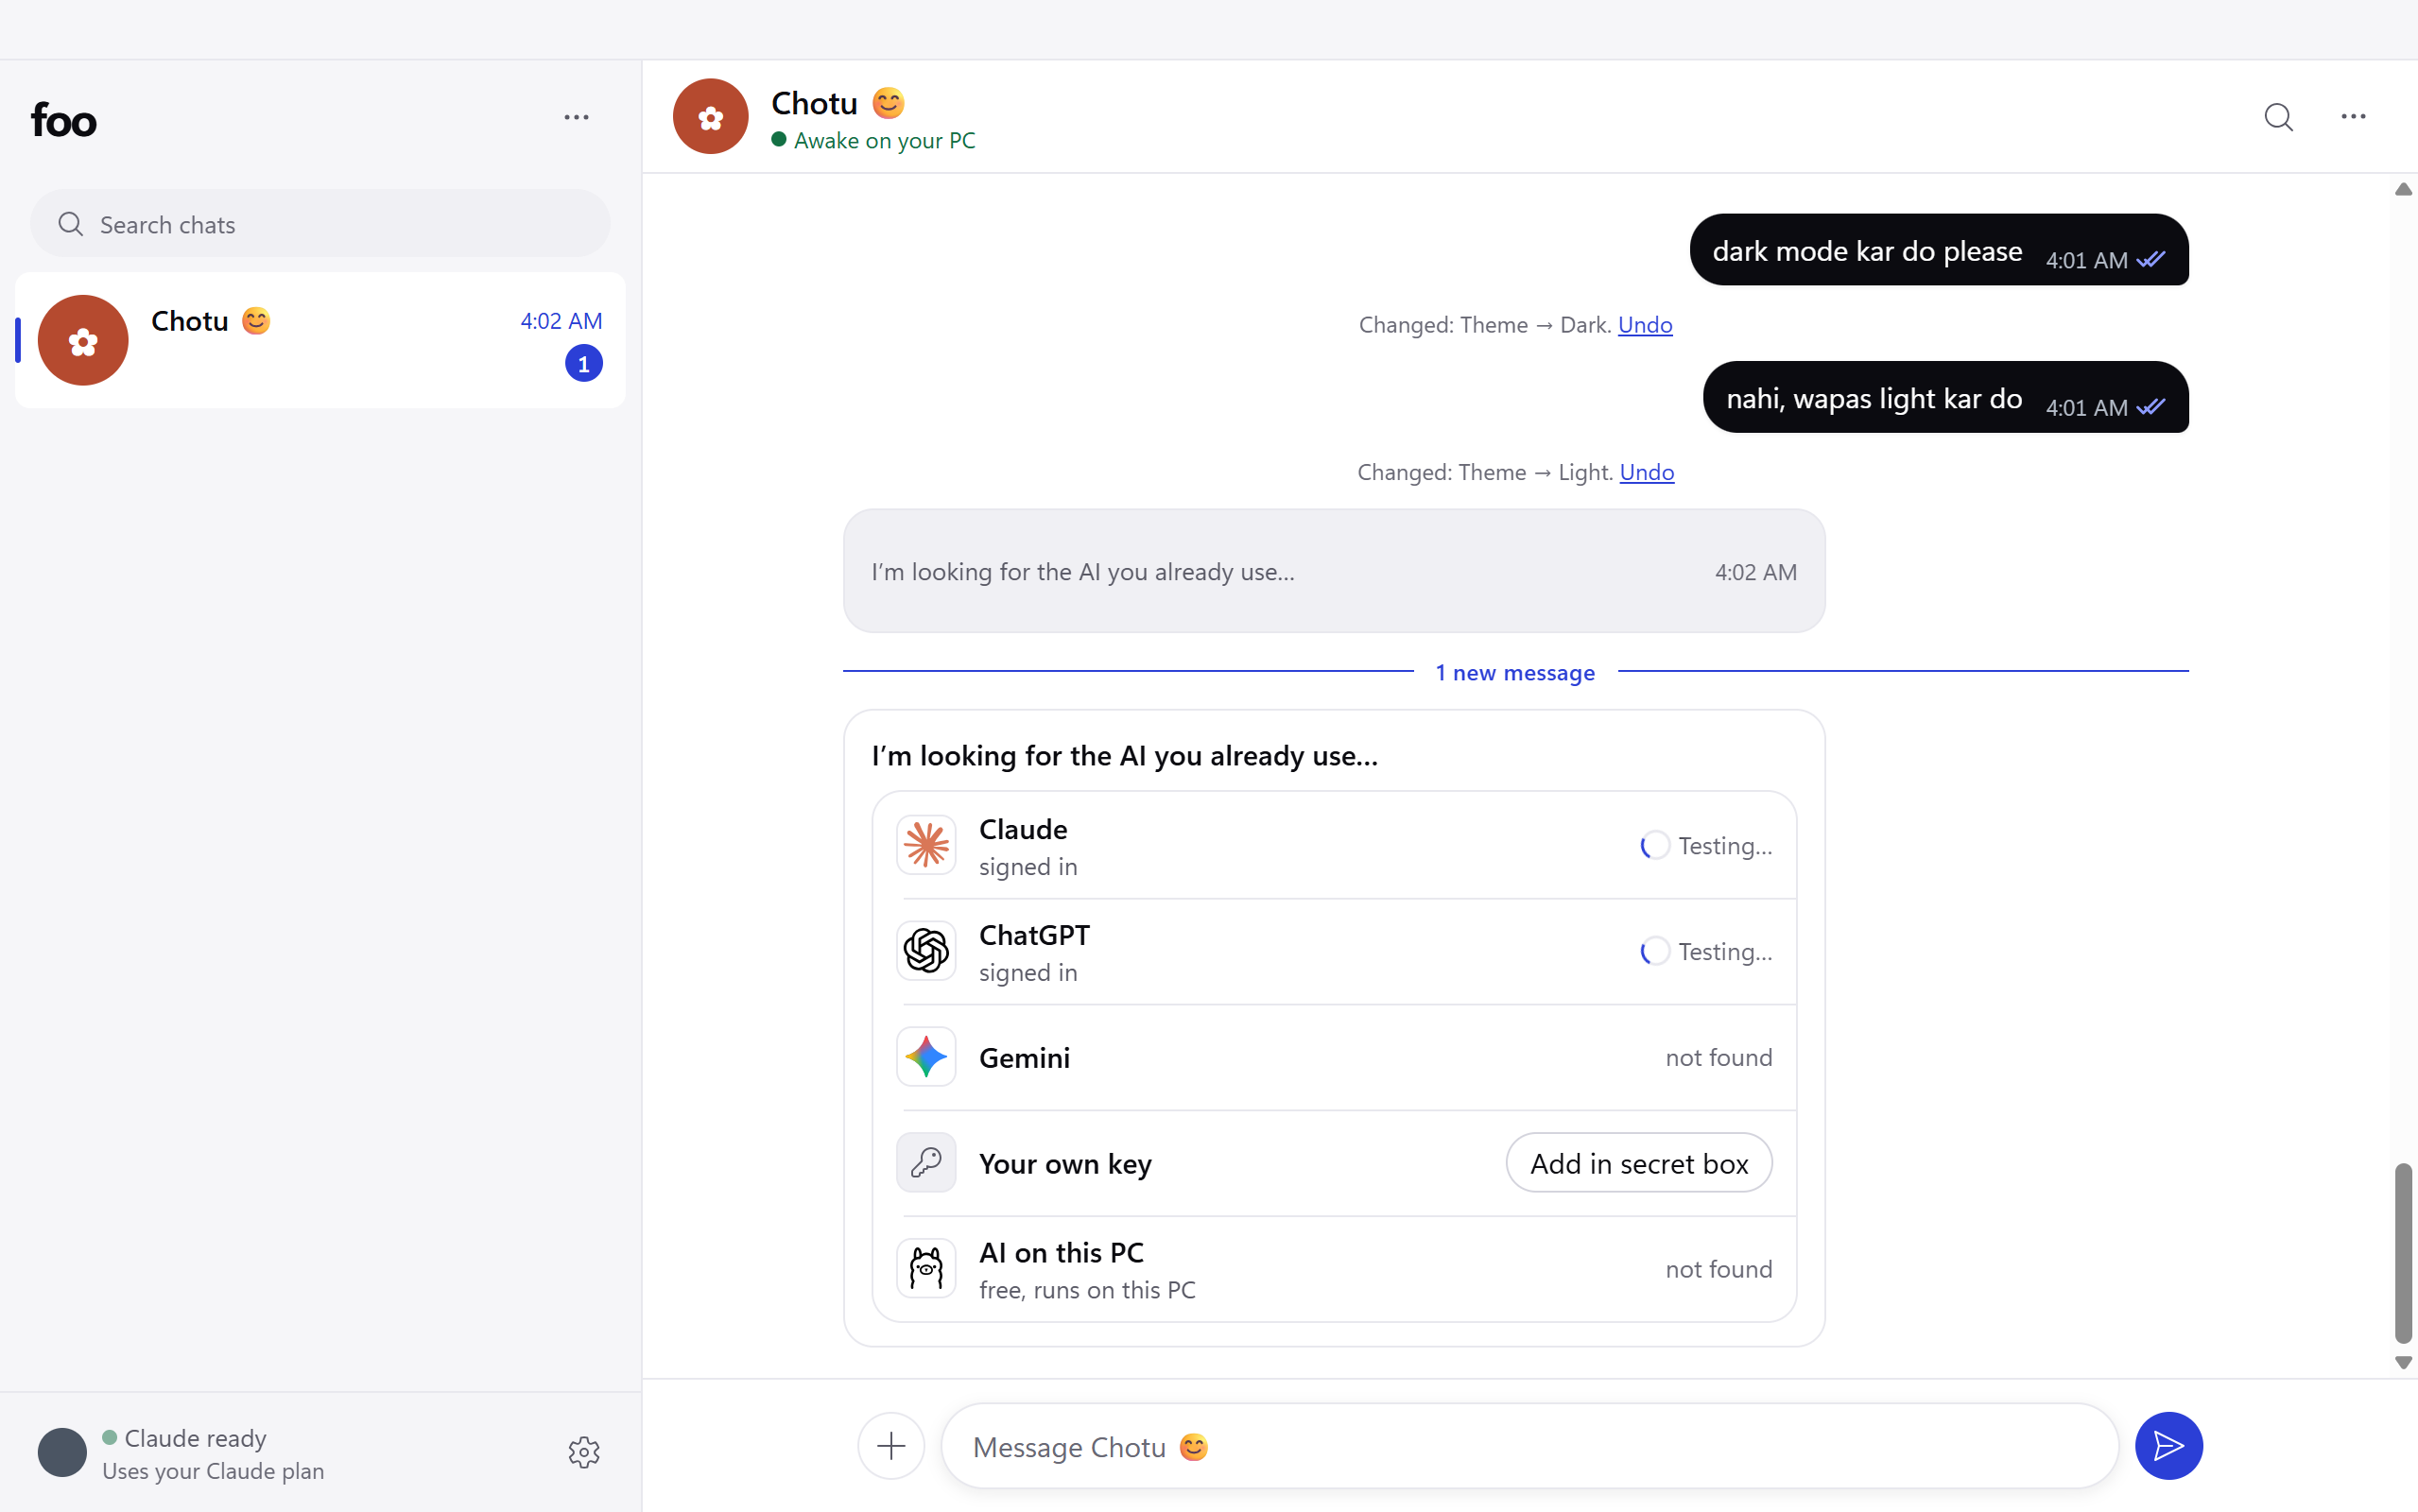 foo
Search chats
Chotu 😊
4:02 AM
1
Claude ready
Uses your Claude plan
Chotu 😊
Awake on your PC
dark mode kar do please 4:01 AM
Changed: Theme → Dark. Undo
nahi, wapas light kar do 4:01 AM
Changed: Theme → Light. Undo
I’m looking for the AI you already use... 4:02 AM
1 new message
I’m looking for the AI you already use...
Claude
signed in
Testing...
ChatGPT
signed in
Testing...
Gemini
not found
Your own key
Add in secret box
AI on this PC
free, runs on this PC
not found
Message Chotu 😊